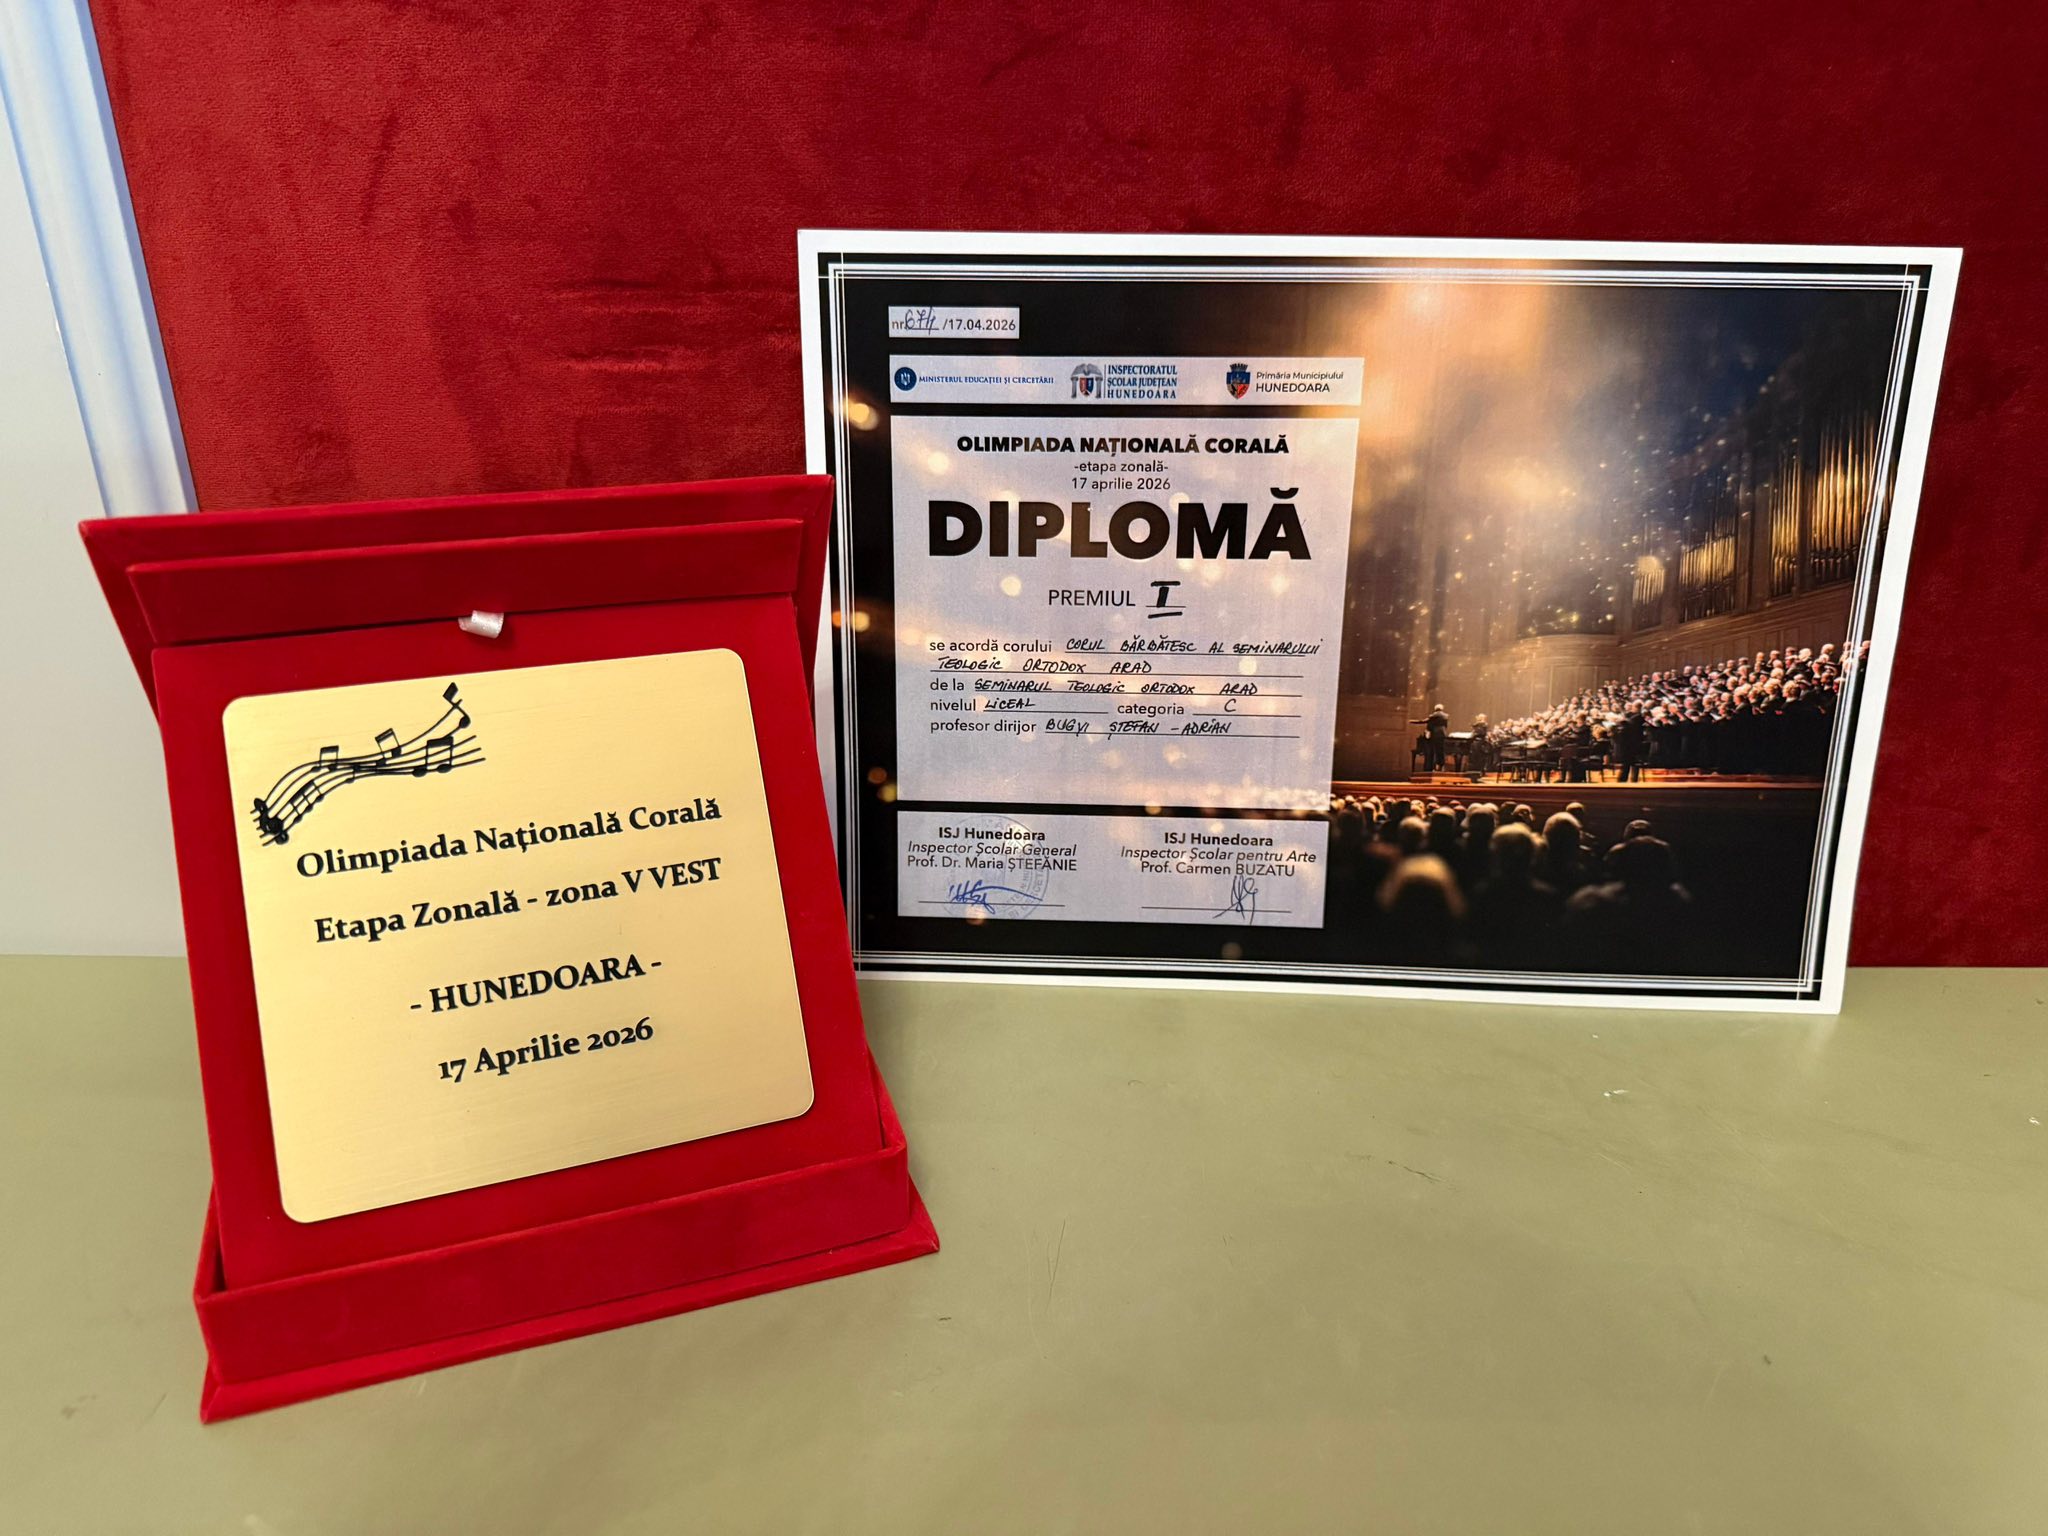 Olimpiada Națională Corală
Etapa Zonală - zona V VEST
- HUNEDOARA -
17 Aprilie 2026
nr. 671 /17.04.2026
MINISTERUL EDUCAȚIEI ȘI CERCETĂRII
INSPECTORATUL
ȘCOLAR JUDEȚEAN
HUNEDOARA
Primăria Municipiului
HUNEDOARA
OLIMPIADA NAȚIONALĂ CORALĂ
-etapa zonală-
17 aprilie 2026
DIPLOMĂ
PREMIUL I
se acordă corului CORUL BĂRBĂTESC AL SEMINARULUI
TEOLOGIC ORTODOX ARAD
de la SEMINARUL TEOLOGIC ORTODOX ARAD
nivelul LICEAL categoria C
profesor dirijor BUGYI ȘTEFAN - ADRIAN
ISJ Hunedoara
Inspector Școlar General
Prof. Dr. Maria ȘTEFĂNIE
ISJ Hunedoara
Inspector Școlar pentru Arte
Prof. Carmen BUZATU